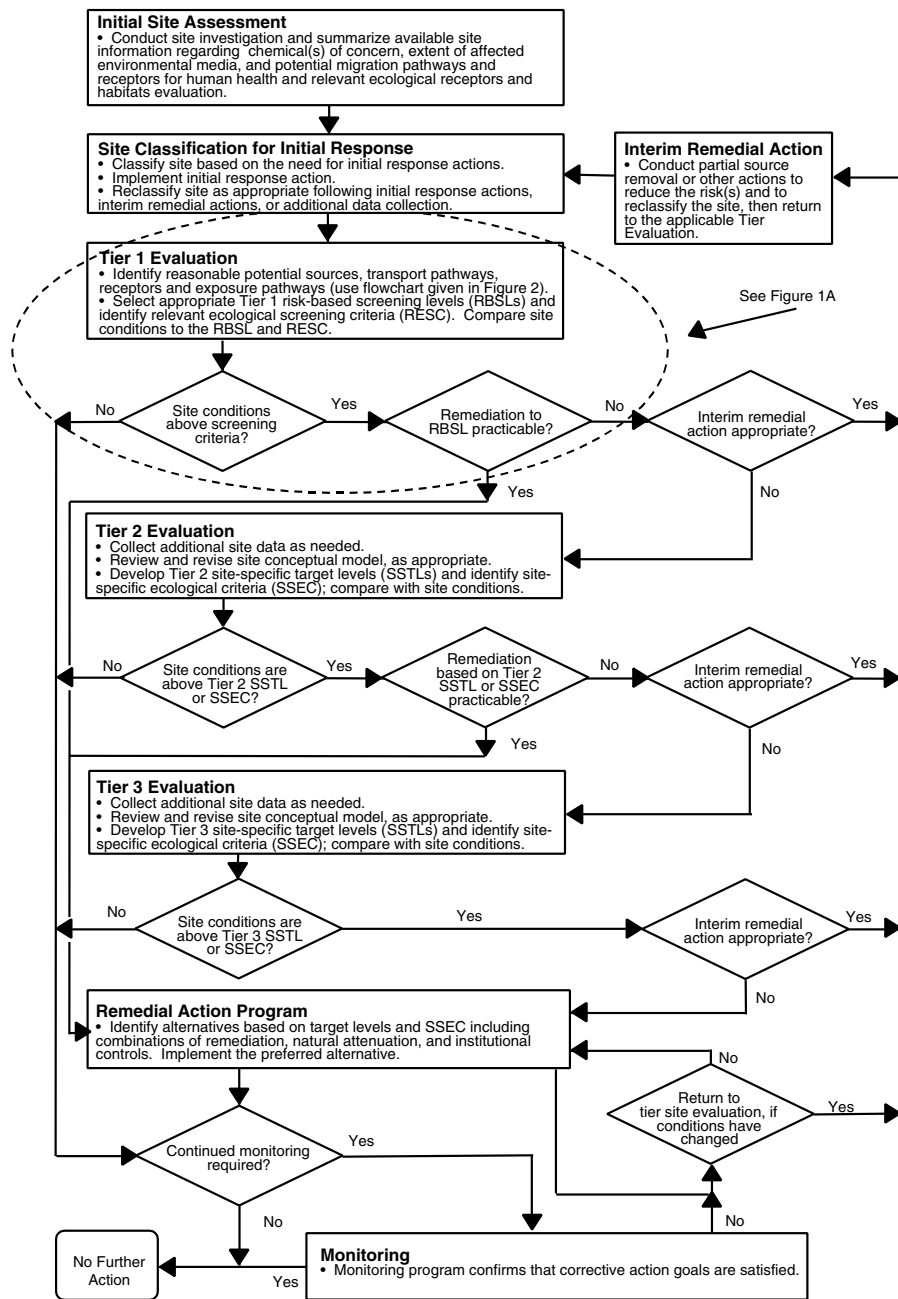 Initial Site Assessment
• Conduct site investigation and summarize available site
information regarding chemical(s) of concern, extent of affected
environmental media, and potential migration pathways and
receptors for human health and relevant ecological receptors and
habitats evaluation.
Site Classification for Initial Response
• Classify site based on the need for initial response actions.
• Implement initial response action.
• Reclassify site as appropriate following initial response actions,
interim remedial actions, or additional data collection.
Interim Remedial Action
• Conduct partial source
removal or other actions to
reduce the risk(s) and to
reclassify the site, then return
to the applicable Tier
Evaluation.
Tier 1 Evaluation
• Identify reasonable potential sources, transport pathways,
receptors and exposure pathways (use flowchart given in Figure 2).
• Select appropriate Tier 1 risk-based screening levels (RBSLs) and
identify relevant ecological screening criteria (RESC). Compare site
conditions to the RBSL and RESC.
See Figure 1A
No
Site conditions
above screening
criteria?
Yes
Remediation to
RBSL practicable?
No
Interim remedial
action appropriate?
Yes
Yes
No
Tier 2 Evaluation
• Collect additional site data as needed.
• Review and revise site conceptual model, as appropriate.
• Develop Tier 2 site-specific target levels (SSTLs) and identify site-
specific ecological criteria (SSEC); compare with site conditions.
No
Site conditions are
above Tier 2 SSTL
or SSEC?
Yes
Remediation
based on Tier 2
SSTL or SSEC
practicable?
No
Interim remedial
action appropriate?
Yes
Yes
No
Tier 3 Evaluation
• Collect additional site data as needed.
• Review and revise site conceptual model, as appropriate.
• Develop Tier 3 site-specific target levels (SSTLs) and identify site-
specific ecological criteria (SSEC); compare with site conditions.
No
Site conditions are
above Tier 3 SSTL
or SSEC?
Yes
Interim remedial
action appropriate?
Yes
No
Remedial Action Program
• Identify alternatives based on target levels and SSEC including
combinations of remediation, natural attenuation, and institutional
controls. Implement the preferred alternative.
No
Return to
tier site evaluation, if
conditions have
changed
Yes
Continued monitoring
required?
Yes
No
No
No Further
Action
Yes
Monitoring
• Monitoring program confirms that corrective action goals are satisfied.